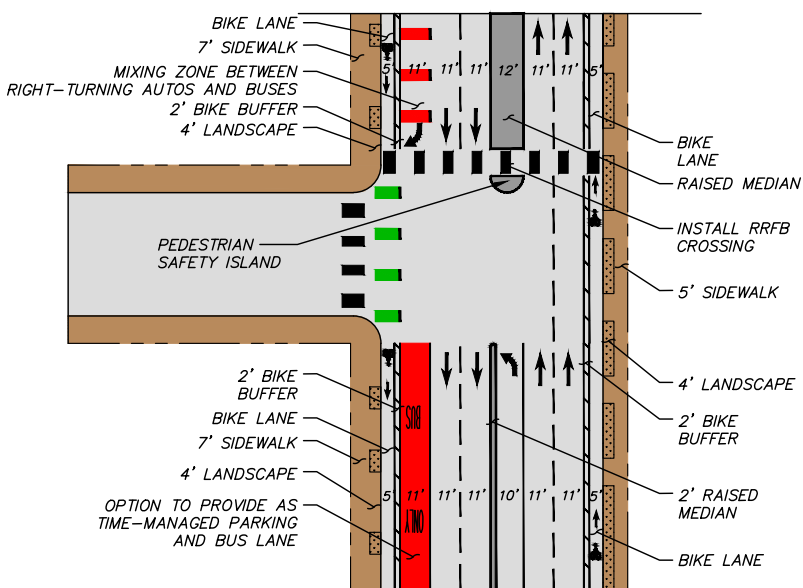 BIKE LANE
7' SIDEWALK
MIXING ZONE BETWEEN
RIGHT-TURNING AUTOS AND BUSES
2' BIKE BUFFER
4' LANDSCAPE
5' 11' 11' 11' 12' 11' 11' 5'
BIKE
LANE
RAISED MEDIAN
INSTALL RRFB
CROSSING
PEDESTRIAN
SAFETY ISLAND
5' SIDEWALK
4' LANDSCAPE
2' BIKE
BUFFER
2' BIKE
BUFFER
BIKE LANE
7' SIDEWALK
4' LANDSCAPE
OPTION TO PROVIDE AS
TIME-MANAGED PARKING
AND BUS LANE
BUS
5' 11' 11' 11' 10' 11' 11' 5'
ONLY
2' RAISED
MEDIAN
BIKE LANE